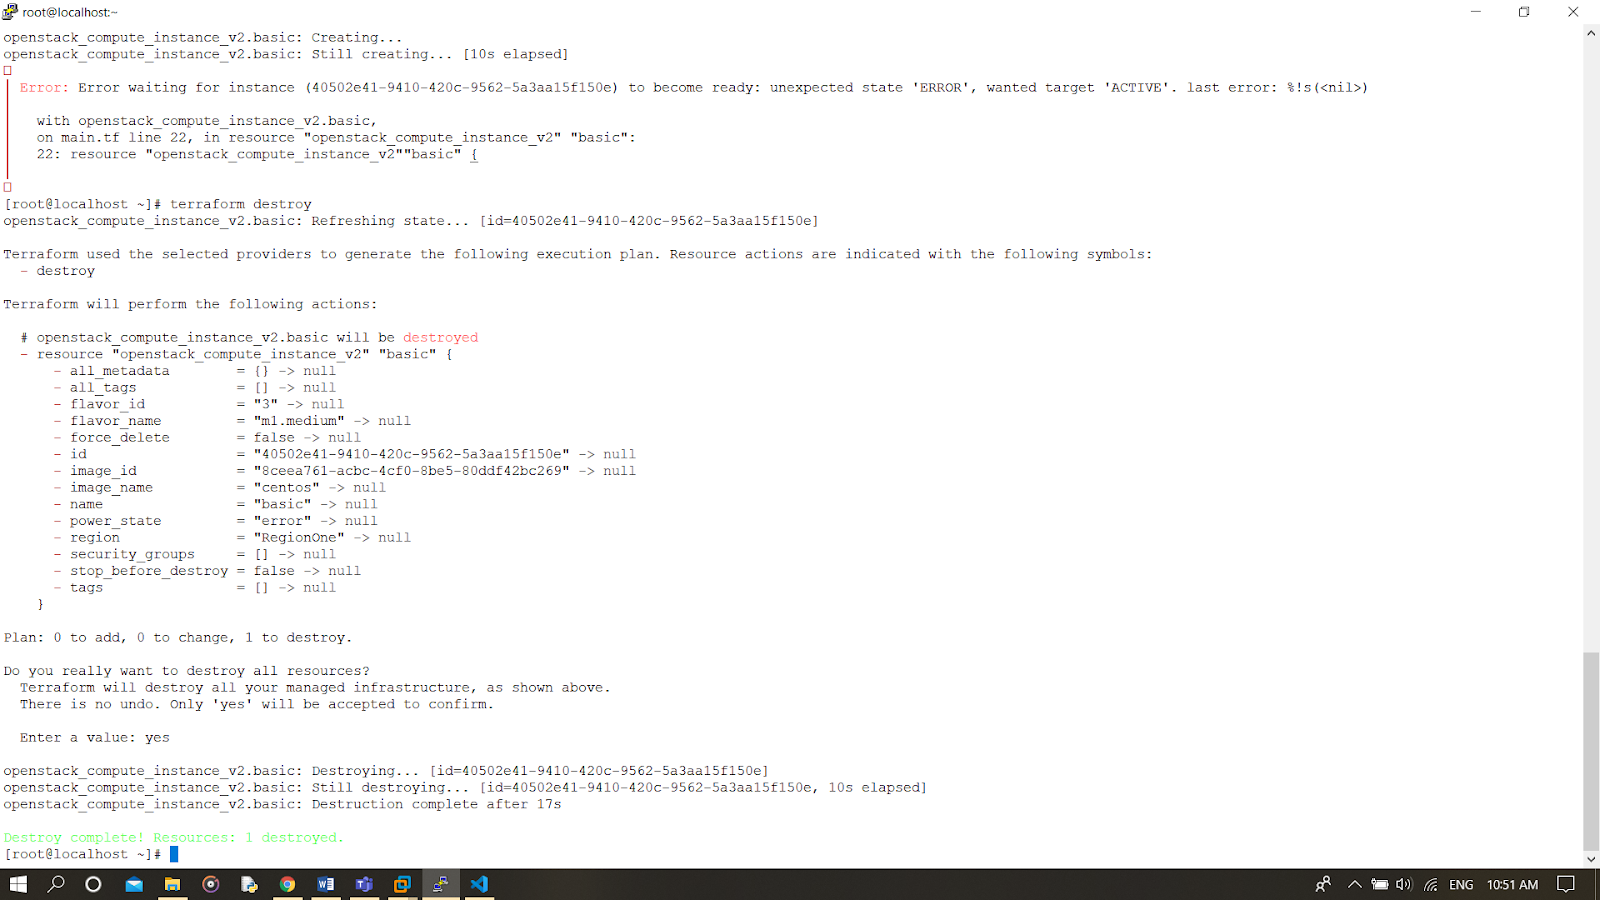 root@localhost:~
openstack_compute_instance_v2.basic: Creating...
openstack_compute_instance_v2.basic: Still creating... [10s elapsed]
Error: Error waiting for instance (40502e41-9410-420c-9562-5a3aa15f150e) to become ready: unexpected state 'ERROR', wanted target 'ACTIVE'. last error: %!s(<nil>)
with openstack_compute_instance_v2.basic,
on main.tf line 22, in resource "openstack_compute_instance_v2" "basic":
22: resource "openstack_compute_instance_v2""basic" {
[root@localhost ~]# terraform destroy
openstack_compute_instance_v2.basic: Refreshing state... [id=40502e41-9410-420c-9562-5a3aa15f150e]
Terraform used the selected providers to generate the following execution plan. Resource actions are indicated with the following symbols:
- destroy
Terraform will perform the following actions:
# openstack_compute_instance_v2.basic will be destroyed
- resource "openstack_compute_instance_v2" "basic" {
- all_metadata        = {} -> null
- all_tags            = [] -> null
- flavor_id           = "3" -> null
- flavor_name         = "m1.medium" -> null
- force_delete        = false -> null
- id                  = "40502e41-9410-420c-9562-5a3aa15f150e" -> null
- image_id            = "8ceea761-acbc-4cf0-8be5-80ddf42bc269" -> null
- image_name          = "centos" -> null
- name                = "basic" -> null
- power_state         = "error" -> null
- region              = "RegionOne" -> null
- security_groups     = [] -> null
- stop_before_destroy = false -> null
- tags                = [] -> null
}
Plan: 0 to add, 0 to change, 1 to destroy.
Do you really want to destroy all resources?
Terraform will destroy all your managed infrastructure, as shown above.
There is no undo. Only 'yes' will be accepted to confirm.
Enter a value: yes
openstack_compute_instance_v2.basic: Destroying... [id=40502e41-9410-420c-9562-5a3aa15f150e]
openstack_compute_instance_v2.basic: Still destroying... [id=40502e41-9410-420c-9562-5a3aa15f150e, 10s elapsed]
openstack_compute_instance_v2.basic: Destruction complete after 17s
Destroy complete! Resources: 1 destroyed.
[root@localhost ~]#
ENG 10:51 AM